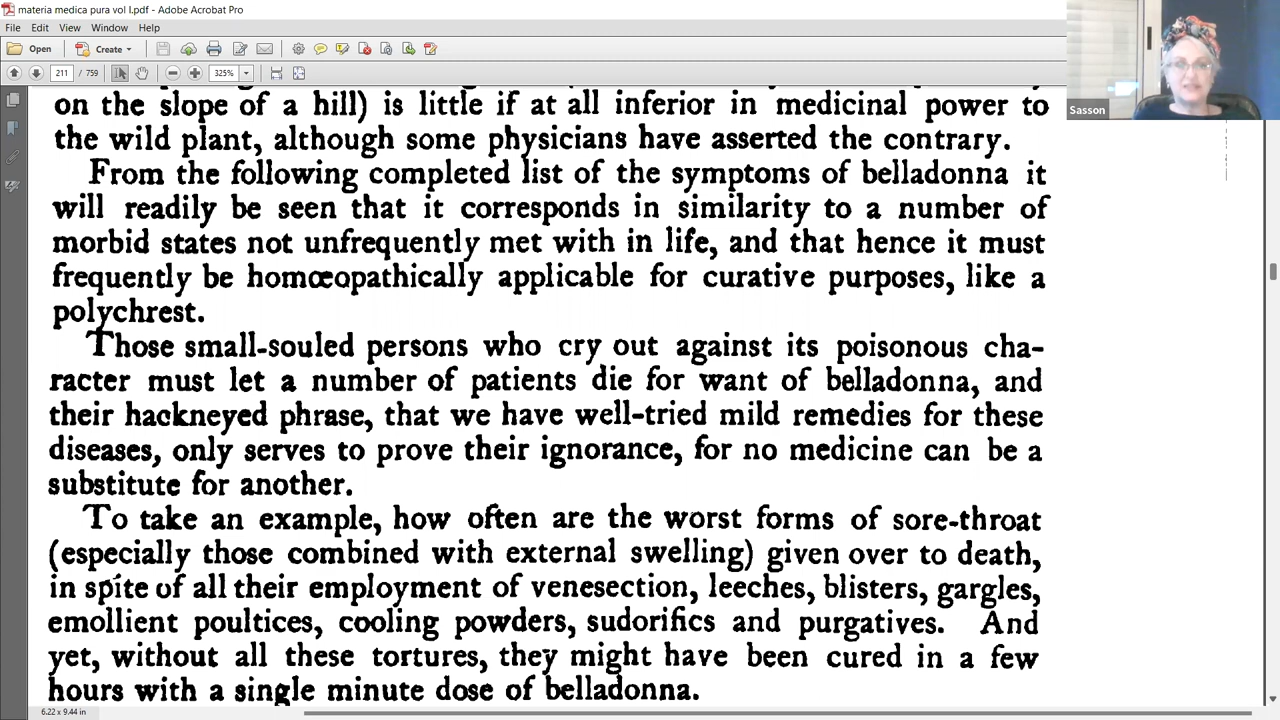 materia medica pura vol I.pdf - Adobe Acrobat Pro
File Edit View Window Help
Open Create
211 / 759 325%
Sasson
on the slope of a hill) is little if at all inferior in medicinal power to
the wild plant, although some physicians have asserted the contrary.
From the following completed list of the symptoms of belladonna it
will readily be seen that it corresponds in similarity to a number of
morbid states not unfrequently met with in life, and that hence it must
frequently be homœopathically applicable for curative purposes, like a
polychrest.
Those small-souled persons who cry out against its poisonous cha-
racter must let a number of patients die for want of belladonna, and
their hackneyed phrase, that we have well-tried mild remedies for these
diseases, only serves to prove their ignorance, for no medicine can be a
substitute for another.
To take an example, how often are the worst forms of sore-throat
(especially those combined with external swelling) given over to death,
in spite of all their employment of venesection, leeches, blisters, gargles,
emollient poultices, cooling powders, sudorifics and purgatives. And
yet, without all these tortures, they might have been cured in a few
hours with a single minute dose of belladonna.
6.22 x 9.44 in